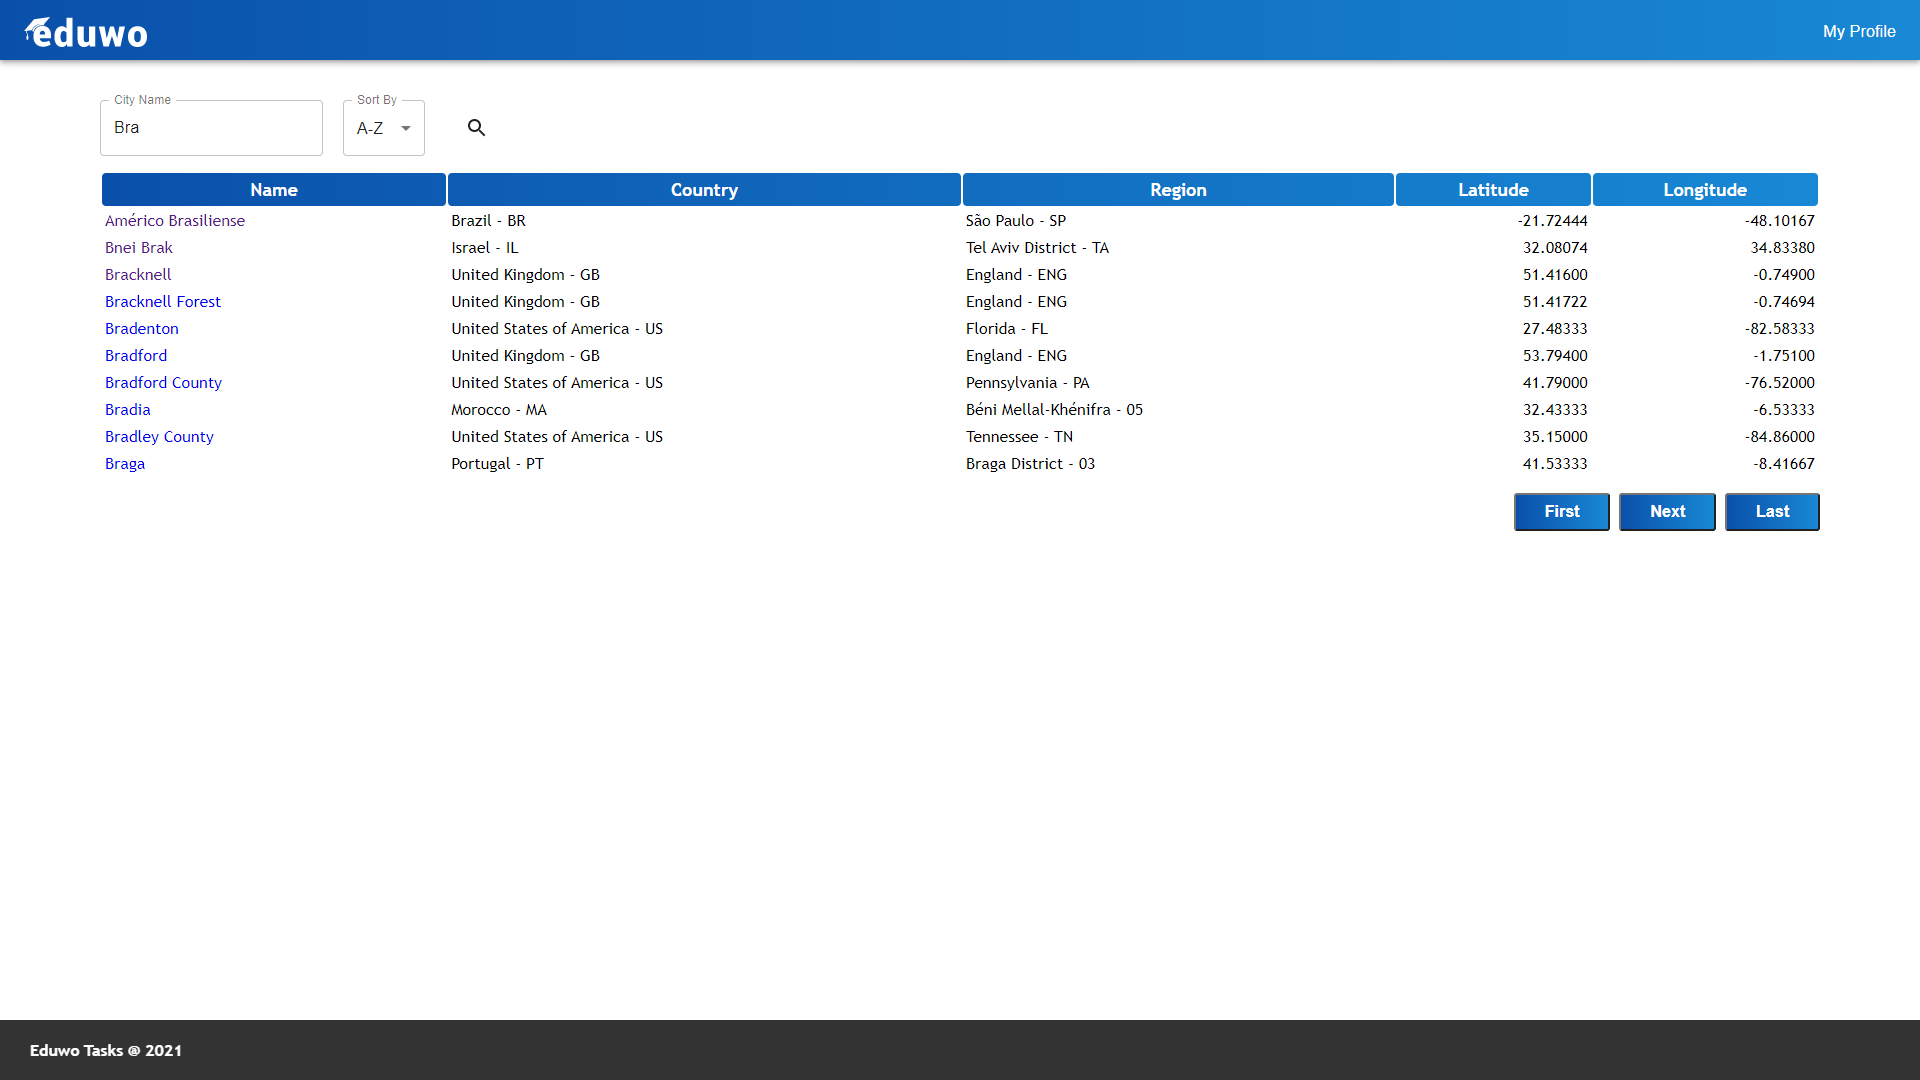 eduwo My Profile
City Name Sort By
Bra A-Z
Name Country Region Latitude Longitude
Américo Brasiliense Brazil - BR São Paulo - SP -21.72444 -48.10167
Bnei Brak Israel - IL Tel Aviv District - TA 32.08074 34.83380
Bracknell United Kingdom - GB England - ENG 51.41600 -0.74900
Bracknell Forest United Kingdom - GB England - ENG 51.41722 -0.74694
Bradenton United States of America - US Florida - FL 27.48333 -82.58333
Bradford United Kingdom - GB England - ENG 53.79400 -1.75100
Bradford County United States of America - US Pennsylvania - PA 41.79000 -76.52000
Bradia Morocco - MA Béni Mellal-Khénifra - 05 32.43333 -6.53333
Bradley County United States of America - US Tennessee - TN 35.15000 -84.86000
Braga Portugal - PT Braga District - 03 41.53333 -8.41667
First Next Last
Eduwo Tasks @ 2021